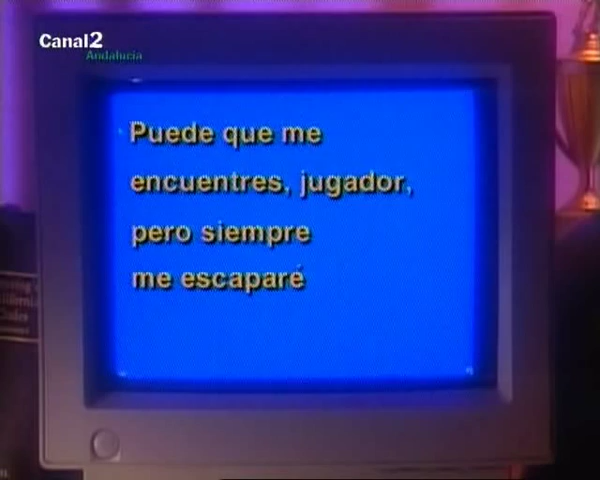 Canal2
Andalucía
Puede que me
encuentres, jugador,
pero siempre
me escaparé